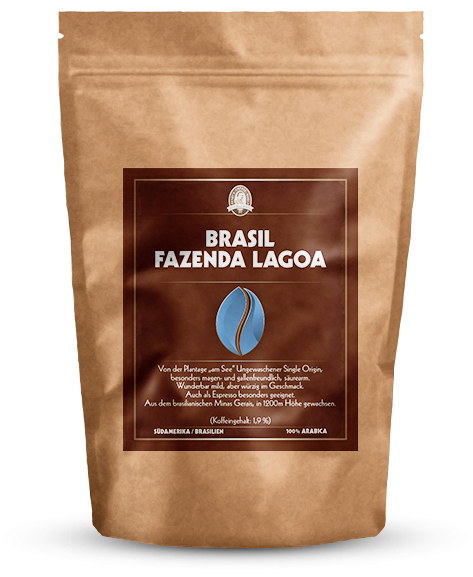 BRASIL
FAZENDA LAGOA
Von der Plantage „am See" Ungewaschener Single Origin,
besonders magen- und gallenfreundlich, säurearm.
Wunderbar mild, aber würzig im Geschmack.
Auch als Espresso besonders geeignet.
Aus dem brasilianischen Minas Gerais, in 1200m Höhe gewachsen.
(Koffeingehalt: 1,9 %)
SÜDAMERIKA / BRASILIEN 100% ARABICA